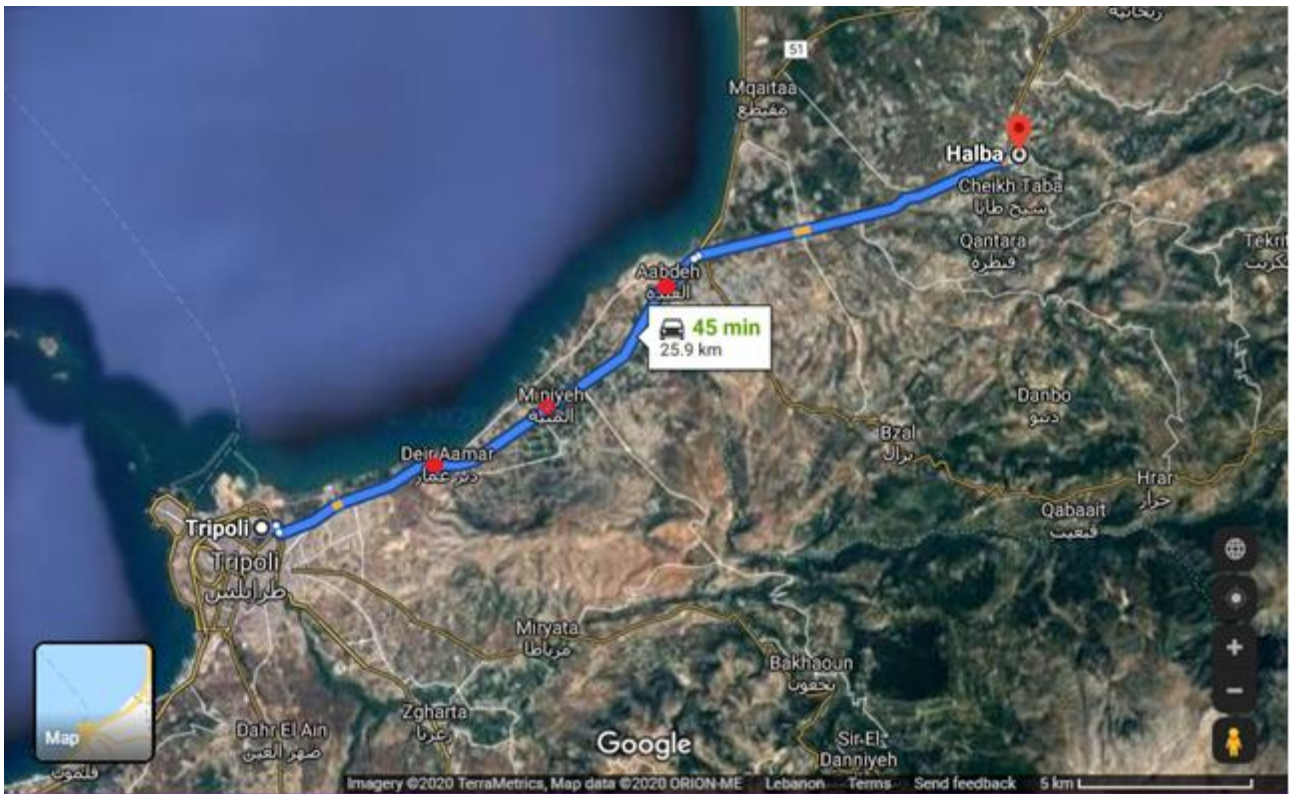 ريحانية
51
Mqaitaa
مقيطع
Halba
Cheikh Taba
شيخ طابا
Qantara
قنطرة
Tekrit
تكريت
Aabdeh
العبدة
45 min
25.9 km
Miniyeh
المنية
Danbo
دنبو
Bzal
بزال
Deir Aamar
دير عمار
Hrar
حرار
Qabaait
قبعيت
Tripoli
Tripoli
طرابلس
Miryata
مرياطا
Bakhaoun
بخعون
Zgharta
زغرتا
Dahr El Ain
ضهر العين
Map
Google
Sir El
Danniyeh
قلموت
Imagery ©2020 TerraMetrics, Map data ©2020 ORION-ME Lebanon Terms Send feedback 5 km